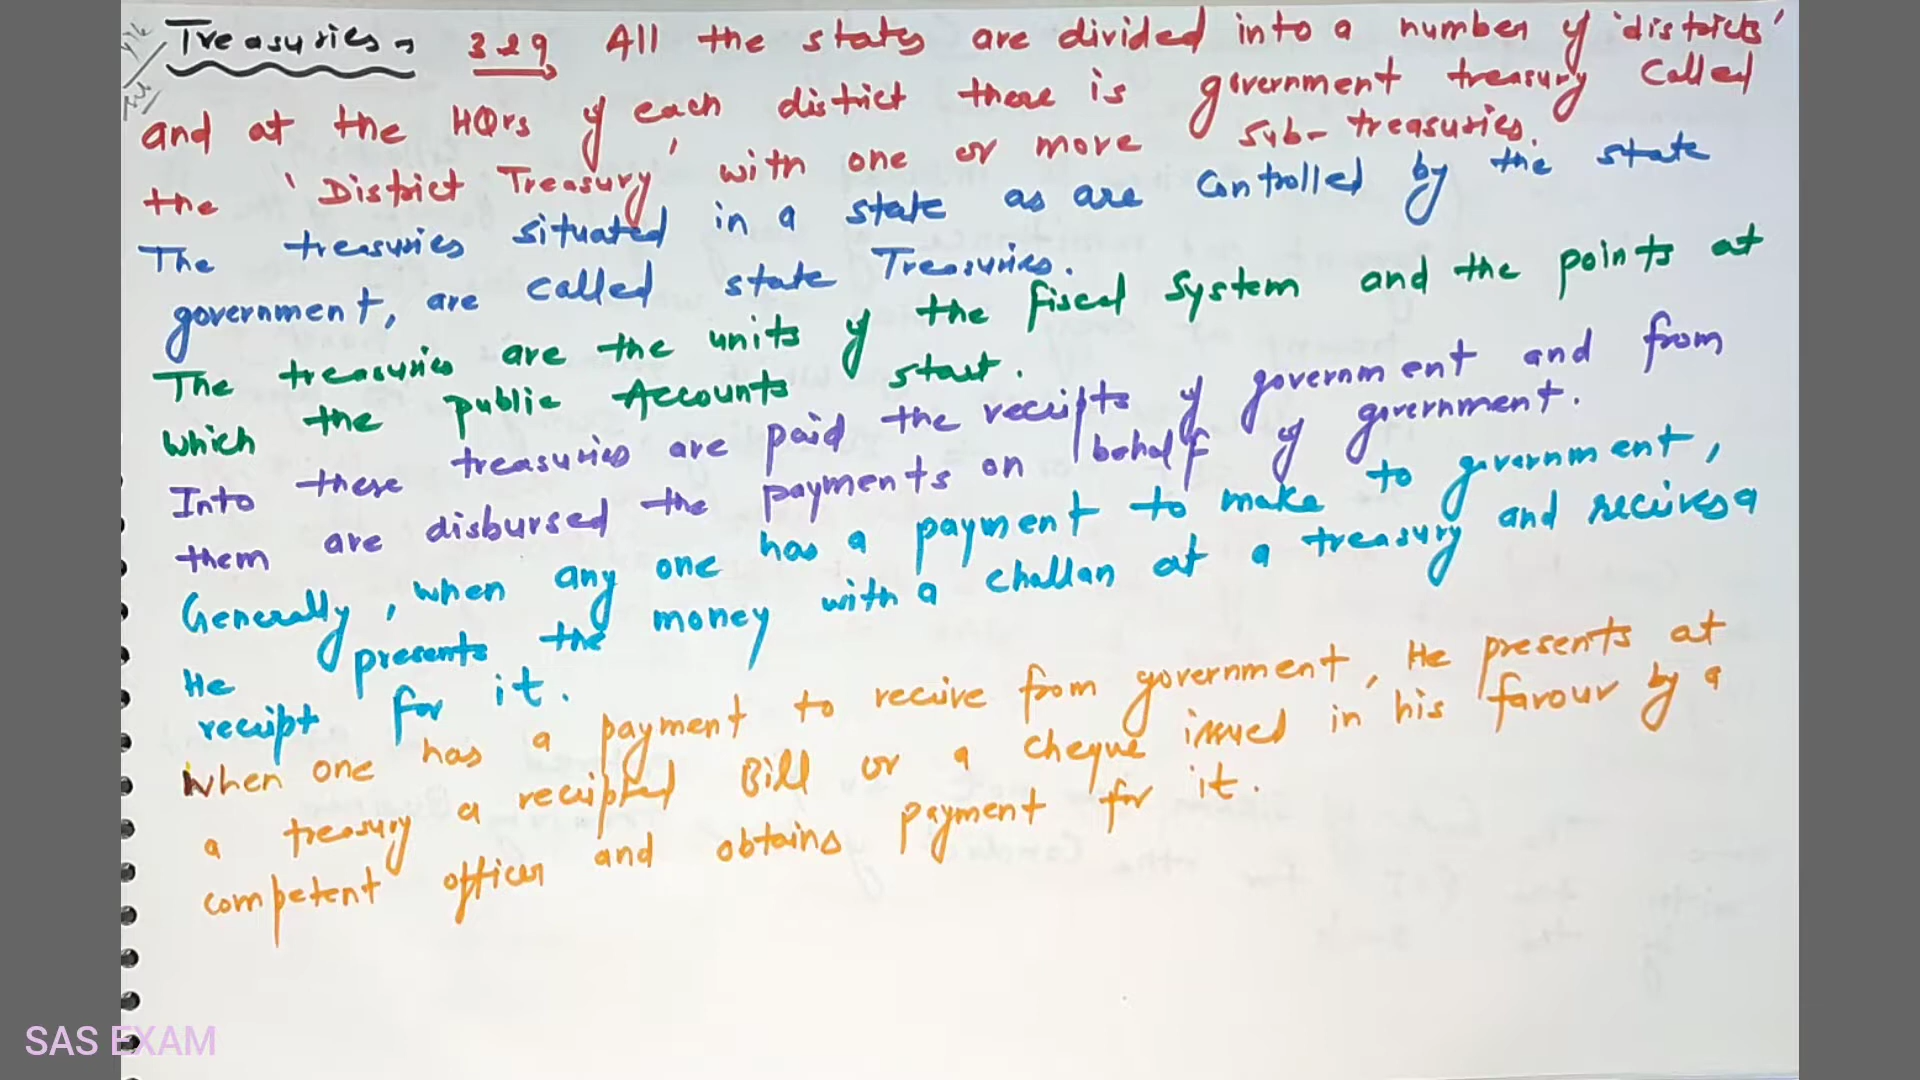 Treasuries → 3.29 All the states are divided into a number of 'districts'
and at the HQrs of each district there is government treasury called
the 'District Treasury', with one or more sub-treasuries.
The treasuries situated in a state as are controlled by the state
government, are called state Treasuries.
The treasuries are the units of the fiscal system and the points at
which the public Accounts start.
Into these treasuries are paid the receipts of government and from
them are disbursed the payments on behalf of government.
Generally, when any one has a payment to make to government,
He presents the money with a challan at a treasury and receives a
receipt for it.
When one has a payment to receive from government, He presents at
a treasury a receipted Bill or a cheque issued in his favour by a
competent officer and obtains payment for it.
SAS EXAM